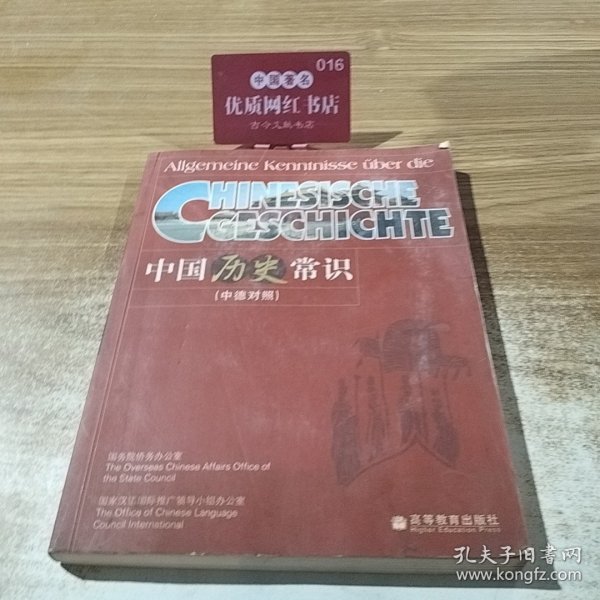 016
中国著名
优质网红书店
古今文献书店
Allgemeine Kenntnisse über die
CHINESISCHE
GESCHICHTE
中国历史常识
(中德对照)
国务院侨务办公室
The Overseas Chinese Affairs Office of
the State Council
国家汉语国际推广领导小组办公室
The Office of Chinese Language
Council International
高等教育出版社
Higher Education Press
孔夫子旧书网
www.kongfz.com